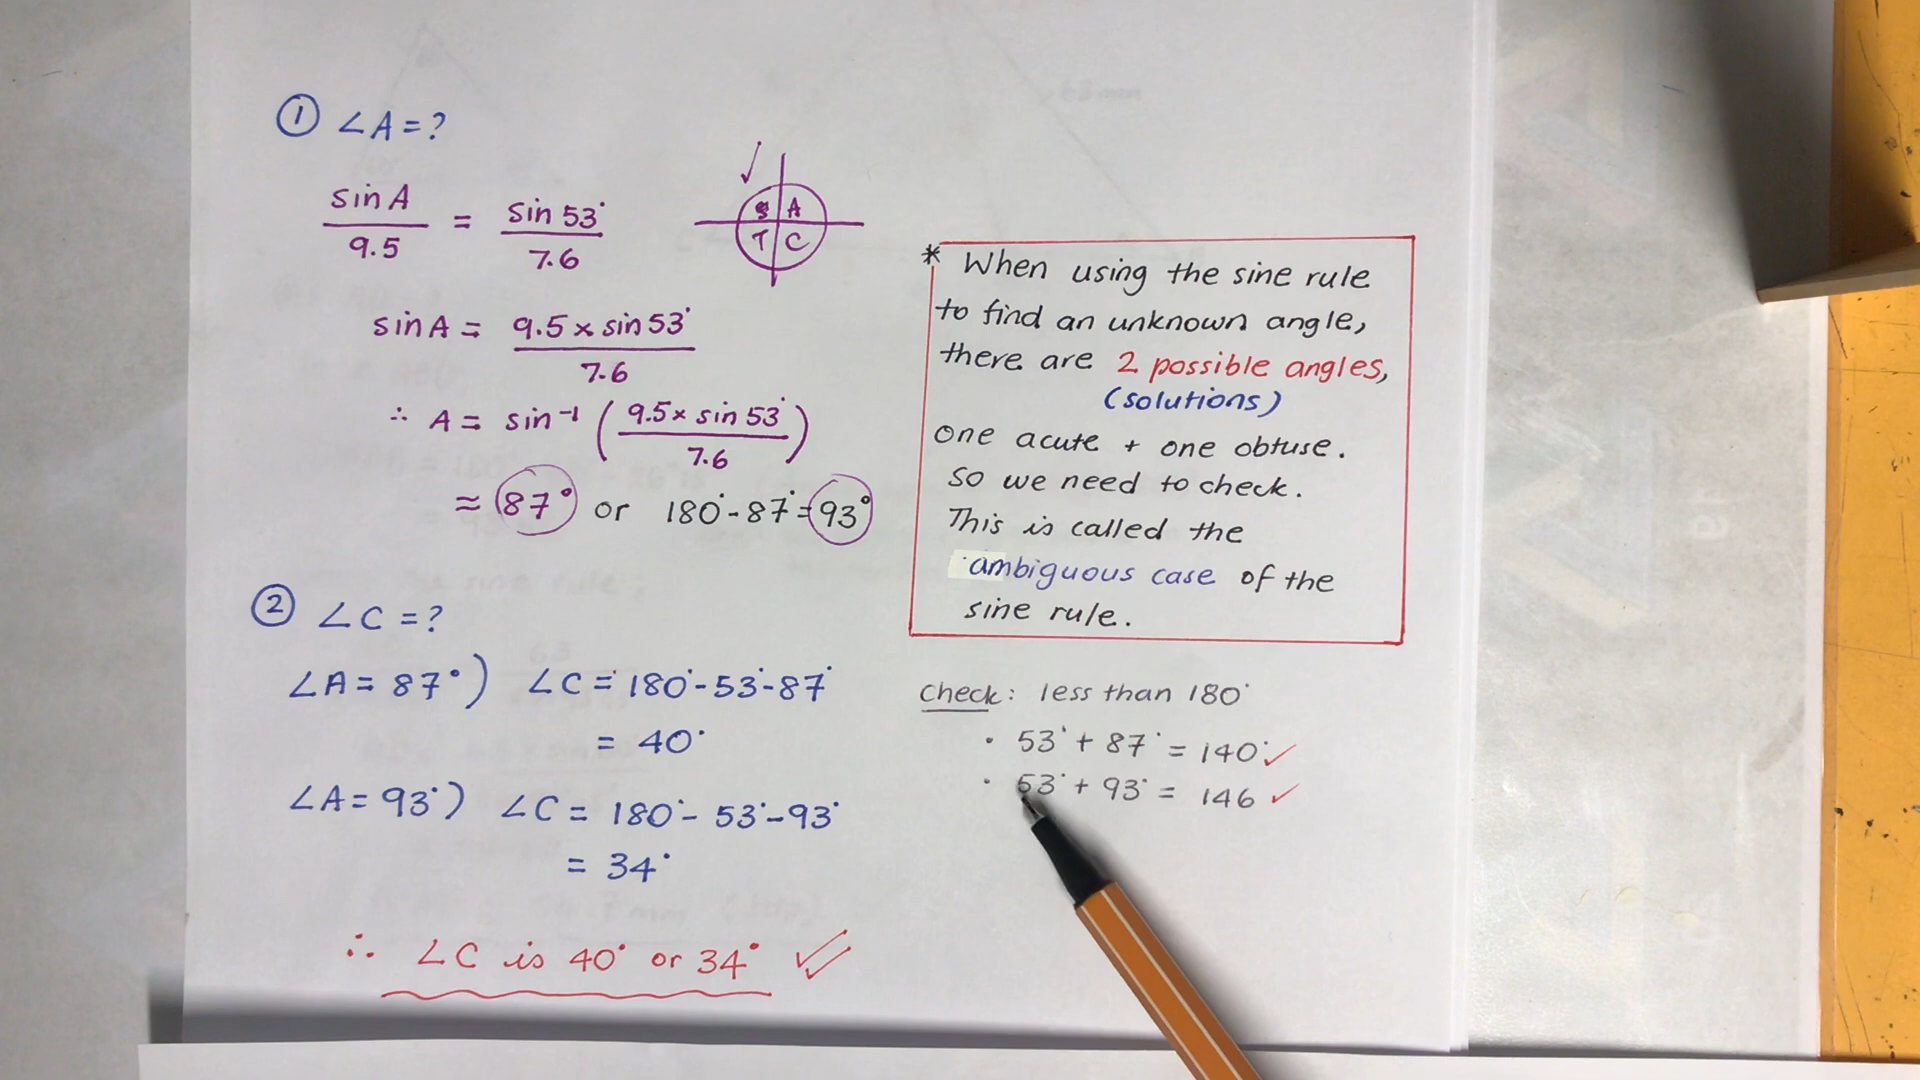 ① ∠A = ?
sin A / 9.5 = sin 53° / 7.6
S A
T C
sin A = 9.5 × sin 53° / 7.6
∴ A = sin⁻¹ ( 9.5 × sin 53° / 7.6 )
≈ 87° or 180° - 87° = 93°
② ∠C = ?
∠A = 87° ) ∠C = 180° - 53° - 87°
= 40°
∠A = 93° ) ∠C = 180° - 53° - 93°
= 34°
∴ ∠C is 40° or 34°
* When using the sine rule
to find an unknown angle,
there are 2 possible angles,
(solutions)
one acute + one obtuse.
So we need to check.
This is called the
ambiguous case of the
sine rule.
Check: less than 180°
• 53° + 87° = 140° ✓
• 53° + 93° = 146 ✓